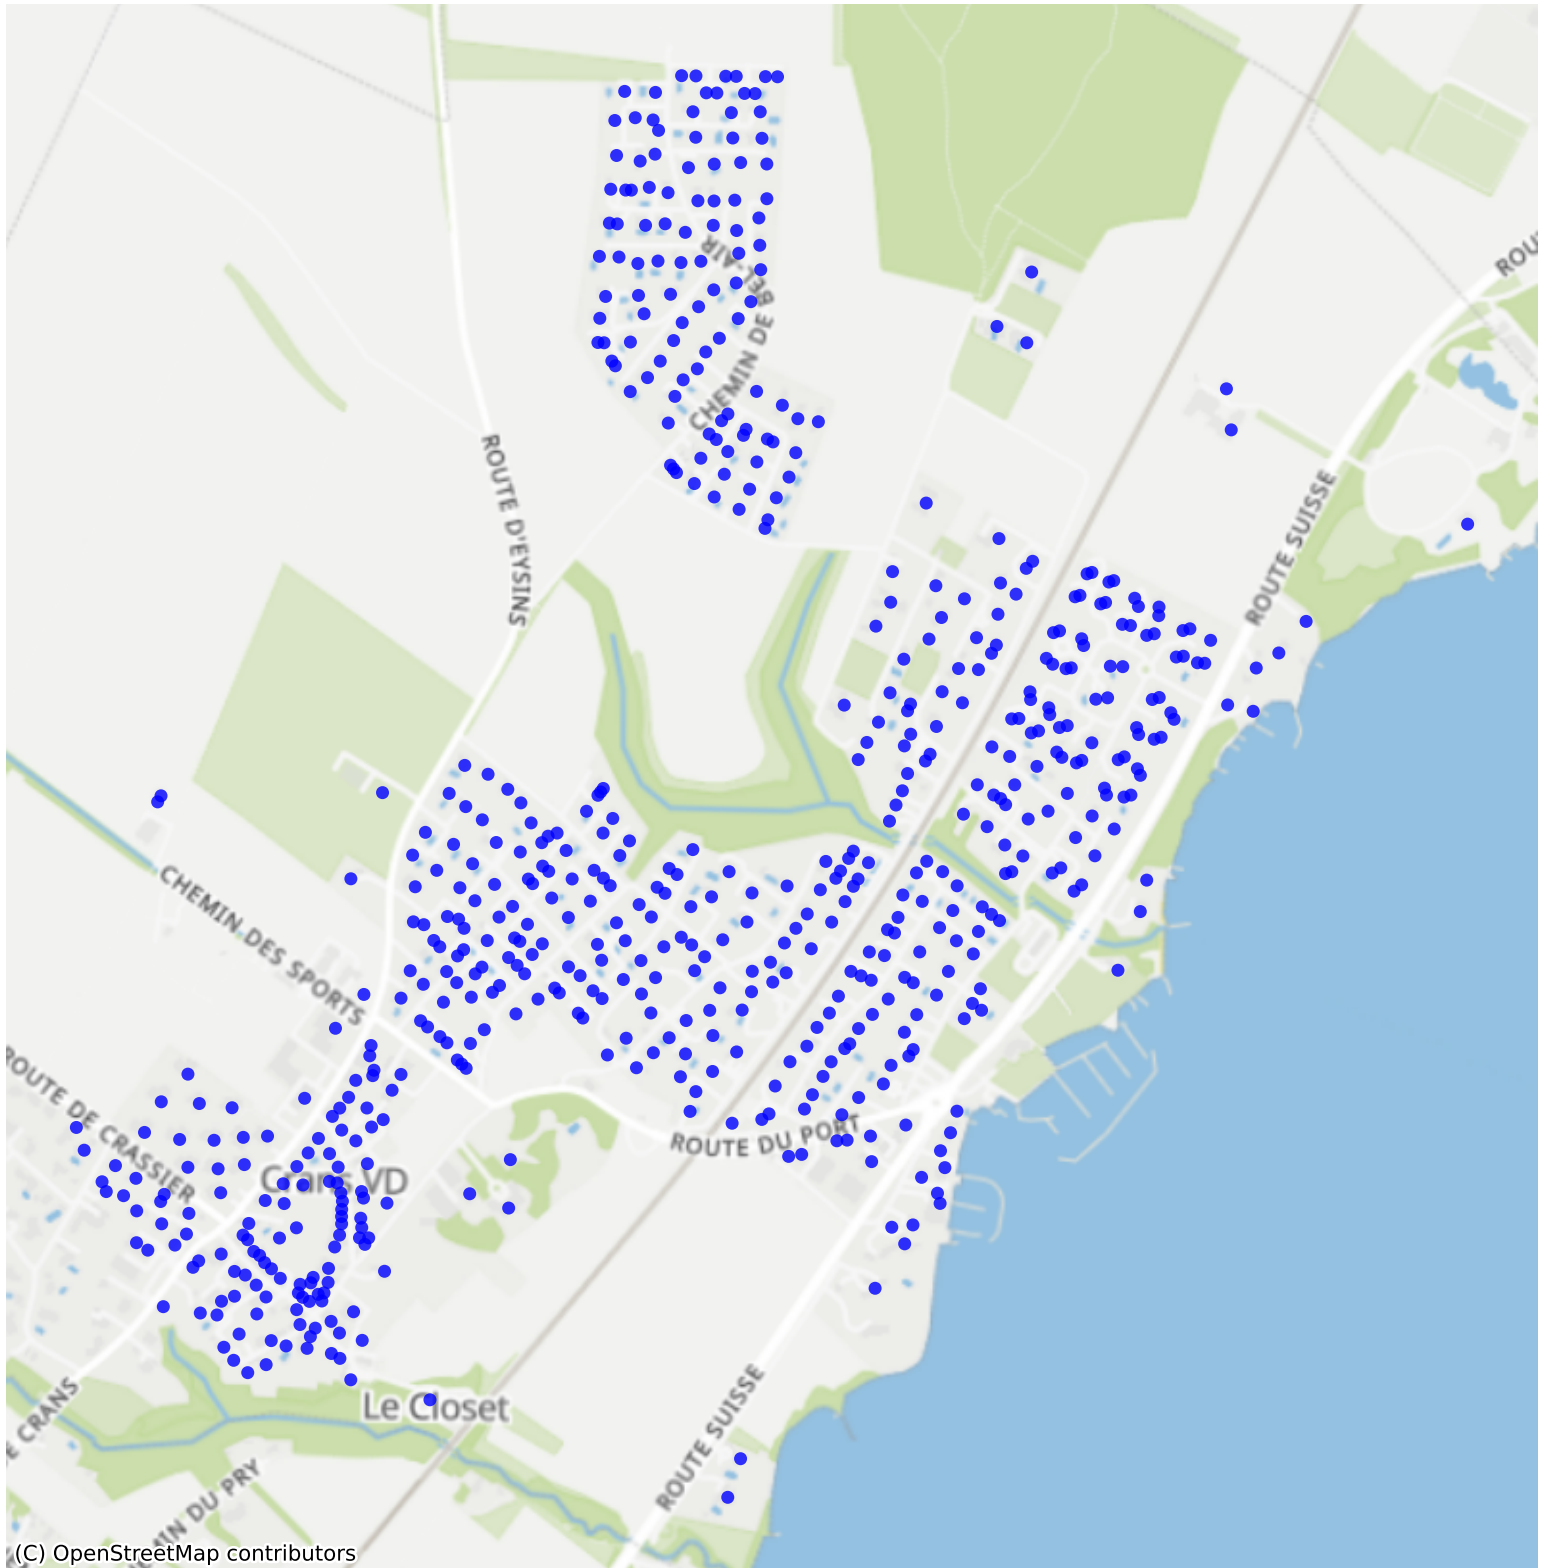 ROU
CHEMIN DE BEL-AIR
ROUTE D'EYSINS
ROUTE SUISSE
CHEMIN DES SPORTS
ROUTE DE CRASSIER
ROUTE DU PORT
Crans VD
Le Closet
ROUTE SUISSE
E CRANS
MIN DU PRY
(C) OpenStreetMap contributors